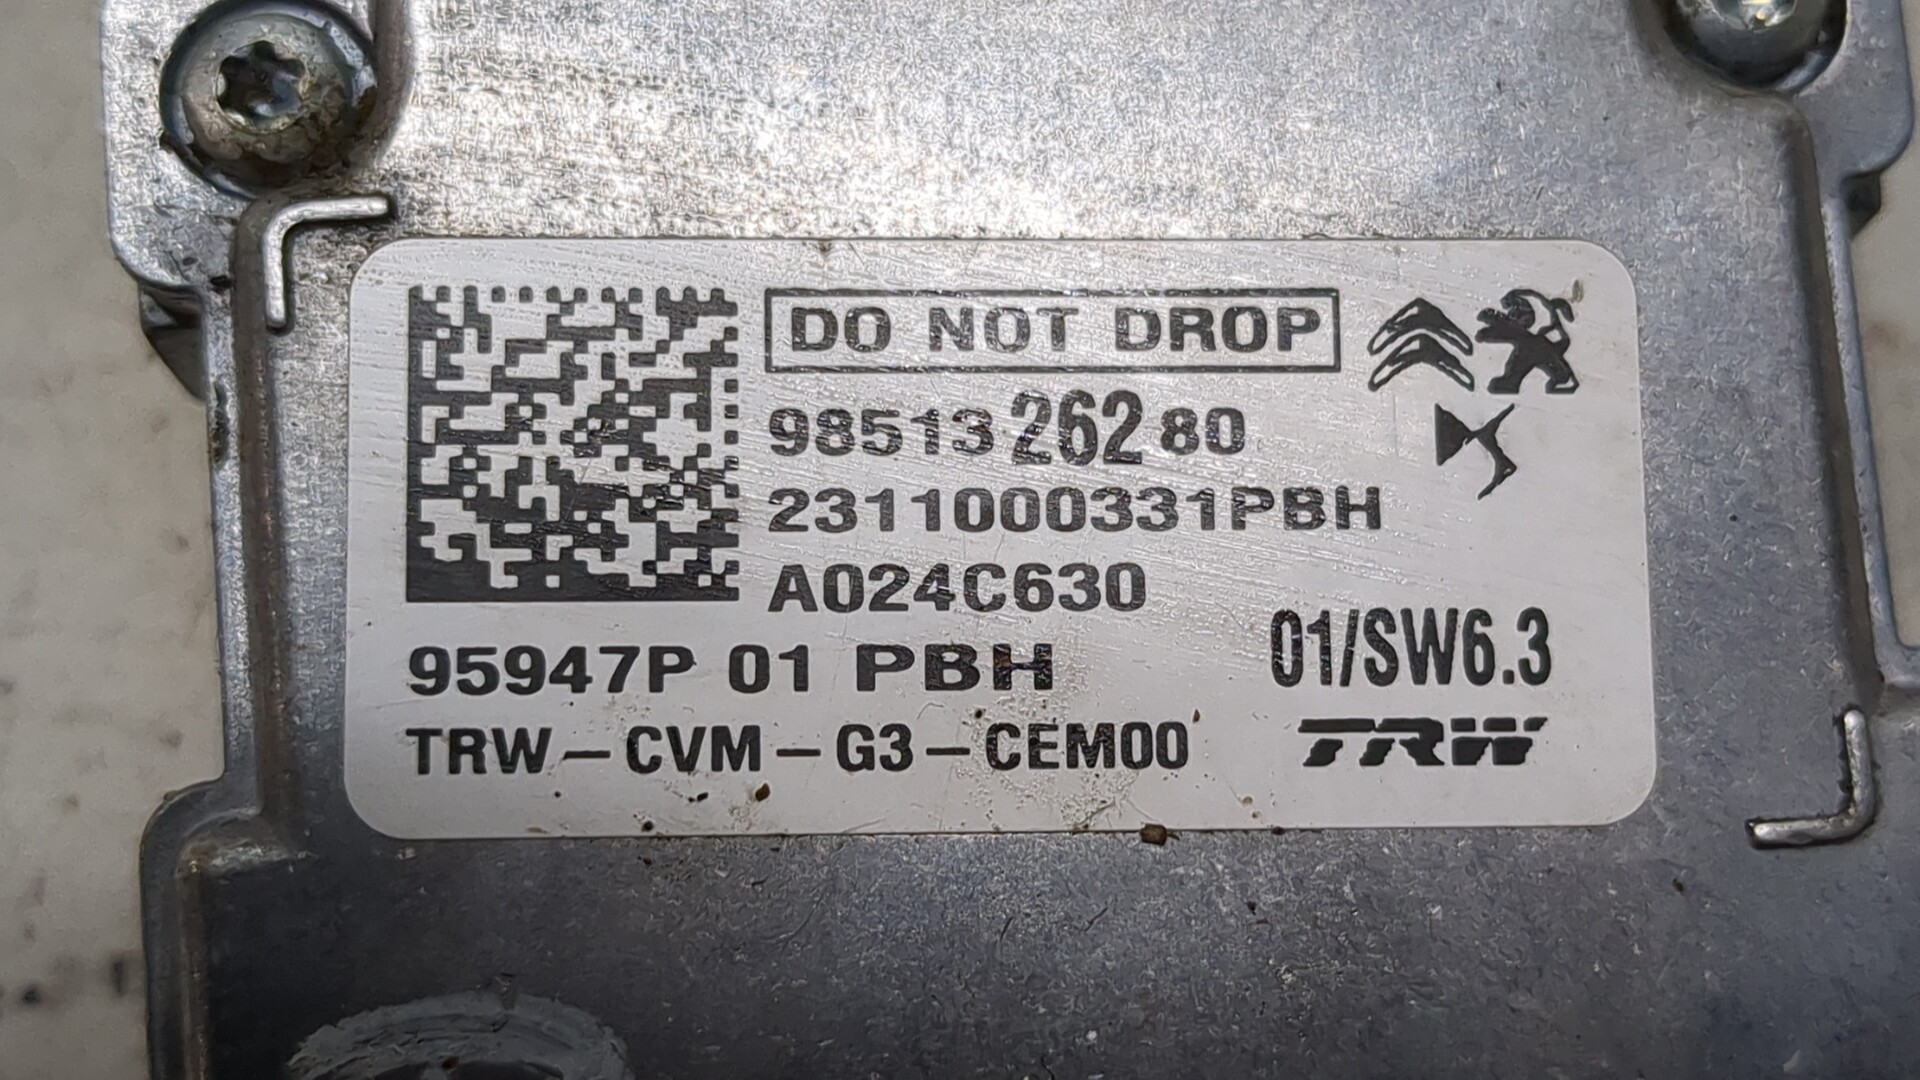 DO NOT DROP
98513 262 80
2311000331PBH
A024C630
95947P 01 PBH
01/SW6.3
TRW-CVM-G3-CEM00
TRW